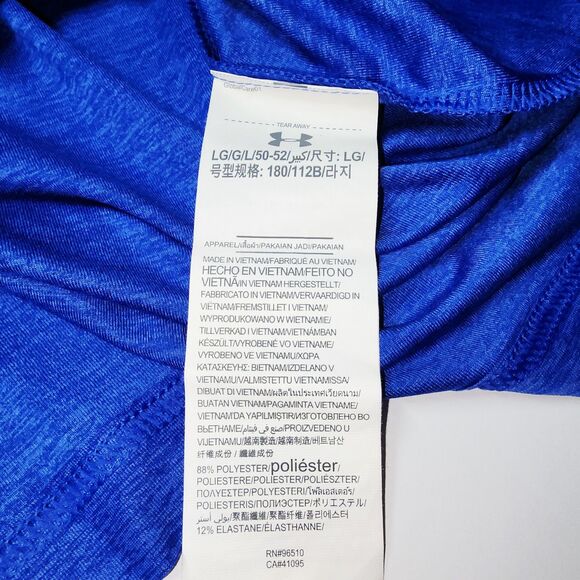 GlobalCare01
TEAR AWAY
LG/G/L/50-52/كبير/尺寸: LG/
号型规格: 180/112B/라지
APPAREL/เสื้อผ้า/PAKAIAN JADI/PAKAIAN
MADE IN VIETNAM/FABRIQUÉ AU VIETNAM/
HECHO EN VIETNAM/FEITO NO
VIETNÃ/IN VIETNAM HERGESTELLT/
FABBRICATO IN VIETNAM/VERVAARDIGD IN
VIETNAM/FREMSTILLET I VIETNAM/
WYPRODUKOWANO W WIETNAMIE/
TILLVERKAD I VIETNAM/VIETNÁMBAN
KÉSZÜLT/VYROBENÉ VO VIETNAME/
VYROBENO VE VIETNAMU/ΧΩΡΑ
ΚΑΤΑΣΚΕΥΗΣ: ΒΙΕΤΝΑΜ/IZDELANO V
VIETNAMU/VALMISTETTU VIETNAMISSA/
DIBUAT DI VIETNAM/ผลิตในประเทศเวียดนาม/
BUATAN VIETNAM/PAGAMINTA VIETNAME/
VIETNAM'DA YAPILMIŞTIR/ИЗГОТОВЛЕНО ВО
ВЬЕТНАМЕ/صنع في فيتنام/PROIZVEDENO U
VIJETNAMU/越南製造/越南制造/베트남산
纤维成份 / 纖維成份
88% POLYESTER/poliéster/
POLIESTERE/POLIESTER/POLIÉSZTER/
ΠΟΛΥΕΣΤΕΡ/POLYESTERI/โพลีเอสเตอร์/
POLIESTERIS/ПОЛИЭСТЕР/ポリエステル/
بولي أستر/聚酯纖維/聚酯纤维/폴리에스터
12% ELASTANE/ÉLASTHANNE/
RN#96510
CA#41095